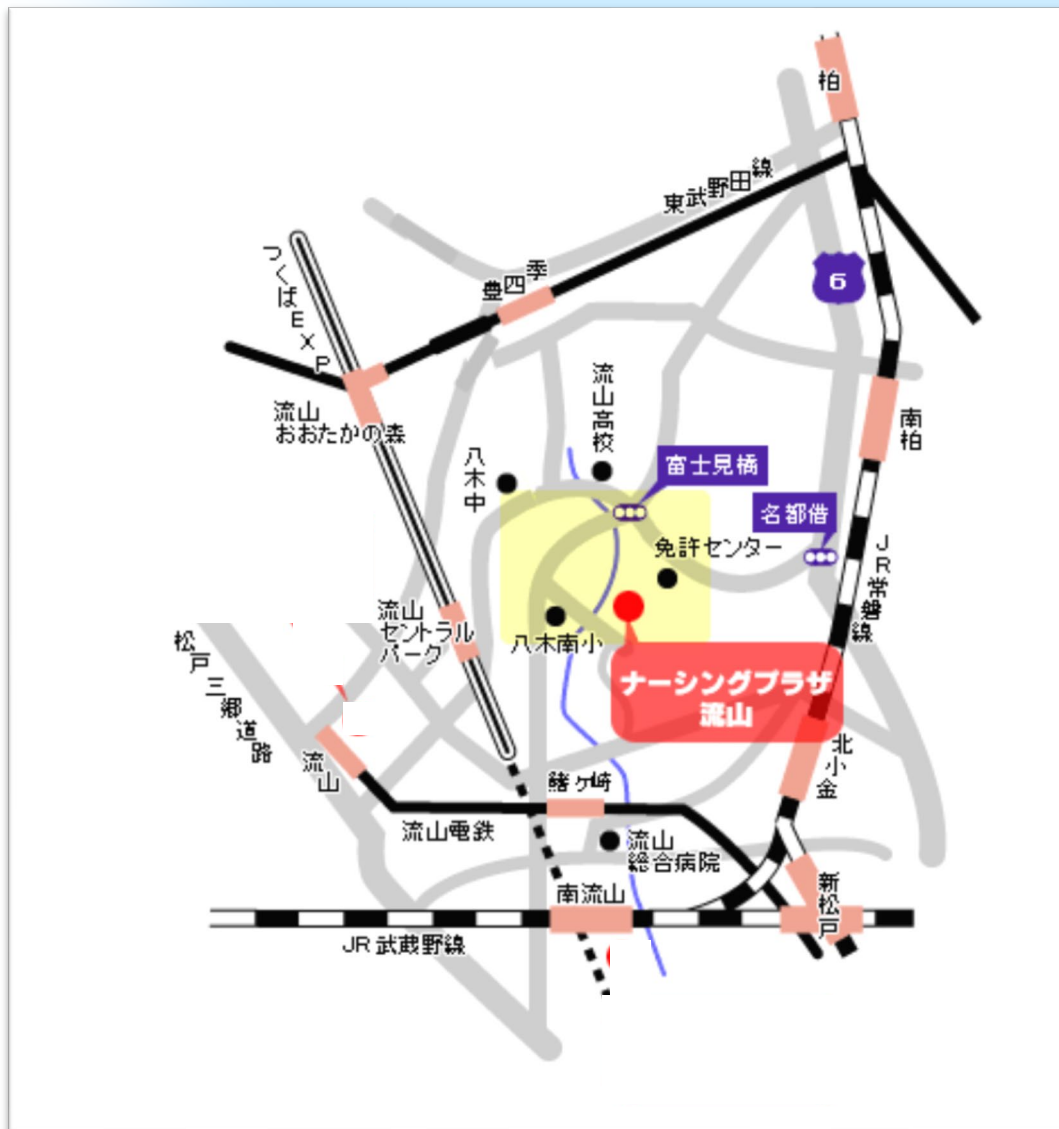 柏
東武野田線
豊四季
6
つくばEXP
流山
おおたかの森
流山高校
南柏
八木中
富士見橋
名都借
免許センター
JR常磐線
流山
セントラル
パーク
八木南小
松戸三郷道路
ナーシングプラザ
流山
流山
北小金
鰭ヶ崎
流山電鉄
流山
総合病院
新松戸
南流山
JR武蔵野線